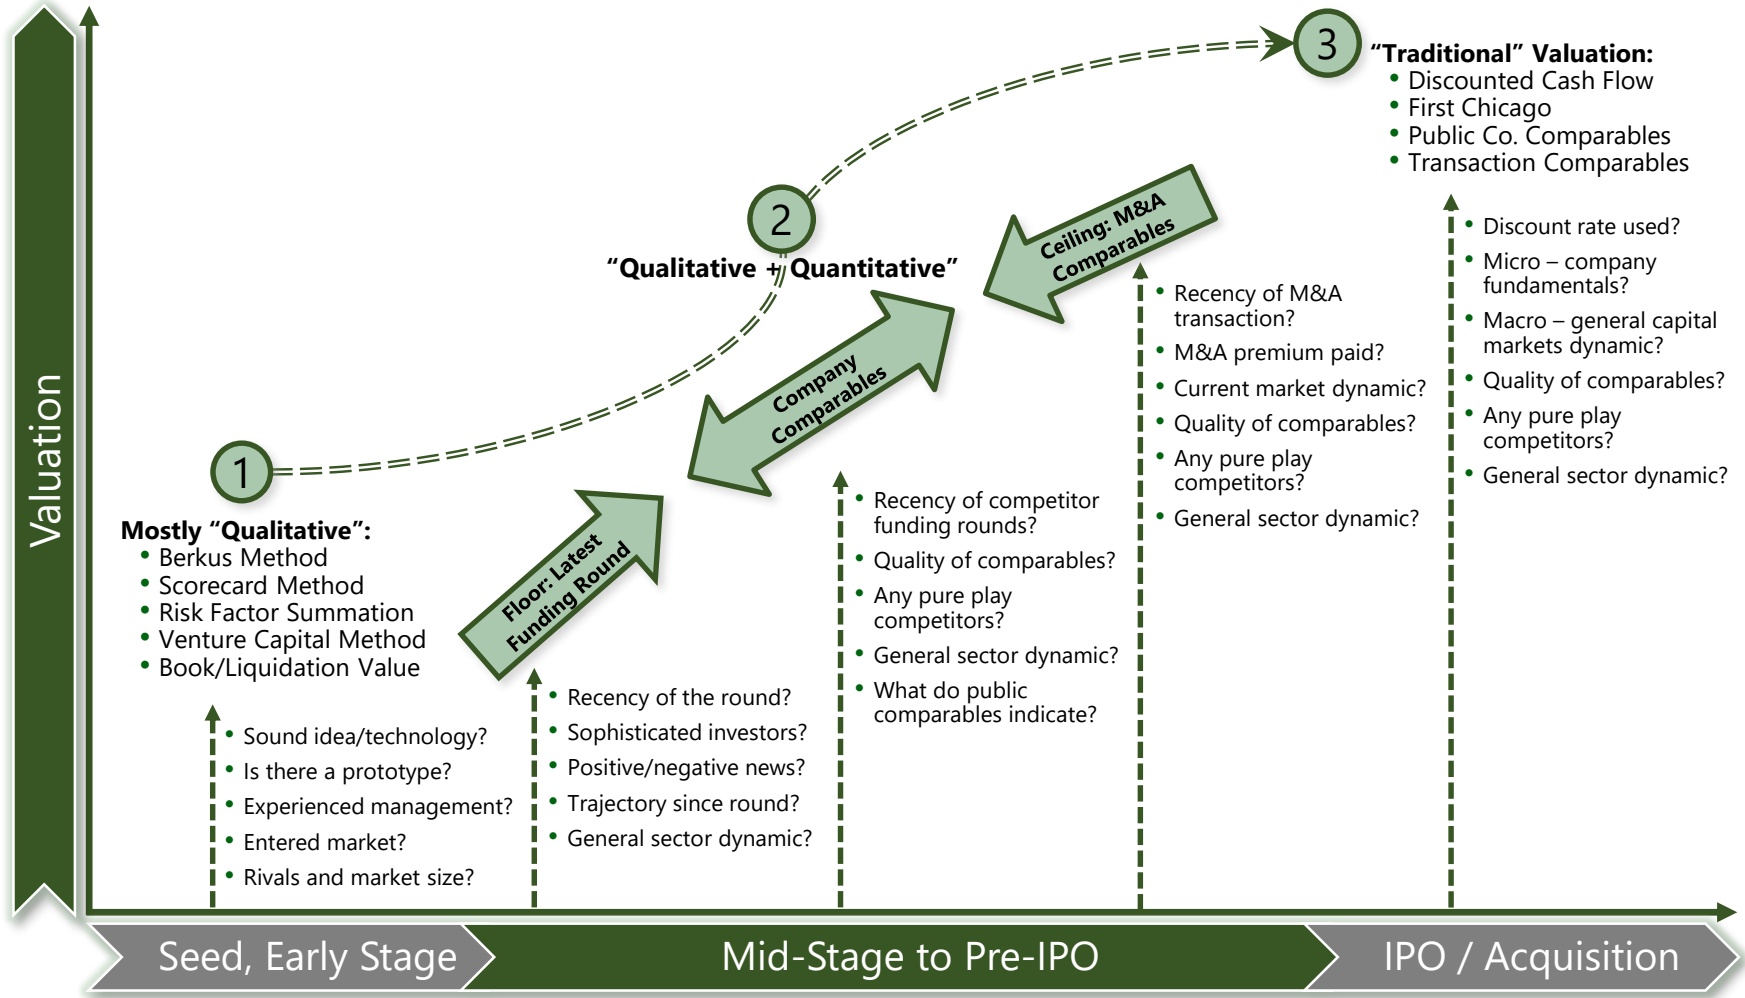 Valuation
1
Mostly “Qualitative”:
• Berkus Method
• Scorecard Method
• Risk Factor Summation
• Venture Capital Method
• Book/Liquidation Value
• Sound idea/technology?
• Is there a prototype?
• Experienced management?
• Entered market?
• Rivals and market size?
2
“Qualitative + Quantitative”
Floor: Latest
Funding Round
• Recency of the round?
• Sophisticated investors?
• Positive/negative news?
• Trajectory since round?
• General sector dynamic?
Company
Comparables
• Recency of competitor
funding rounds?
• Quality of comparables?
• Any pure play
competitors?
• General sector dynamic?
• What do public
comparables indicate?
Ceiling: M&A
Comparables
• Recency of M&A
transaction?
• M&A premium paid?
• Current market dynamic?
• Quality of comparables?
• Any pure play
competitors?
• General sector dynamic?
3
“Traditional” Valuation:
• Discounted Cash Flow
• First Chicago
• Public Co. Comparables
• Transaction Comparables
• Discount rate used?
• Micro – company
fundamentals?
• Macro – general capital
markets dynamic?
• Quality of comparables?
• Any pure play
competitors?
• General sector dynamic?
Seed, Early Stage
Mid-Stage to Pre-IPO
IPO / Acquisition